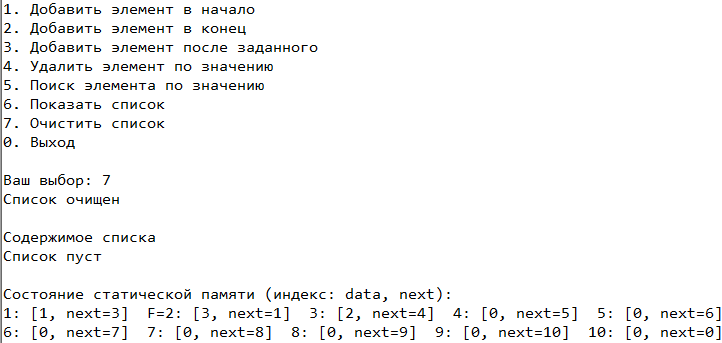 1. Добавить элемент в начало
2. Добавить элемент в конец
3. Добавить элемент после заданного
4. Удалить элемент по значению
5. Поиск элемента по значению
6. Показать список
7. Очистить список
0. Выход
Ваш выбор: 7
Список очищен
Содержимое списка
Список пуст
Состояние статической памяти (индекс: data, next):
1: [1, next=3]  F=2: [3, next=1]  3: [2, next=4]  4: [0, next=5]  5: [0, next=6]
6: [0, next=7]  7: [0, next=8]  8: [0, next=9]  9: [0, next=10]  10: [0, next=0]